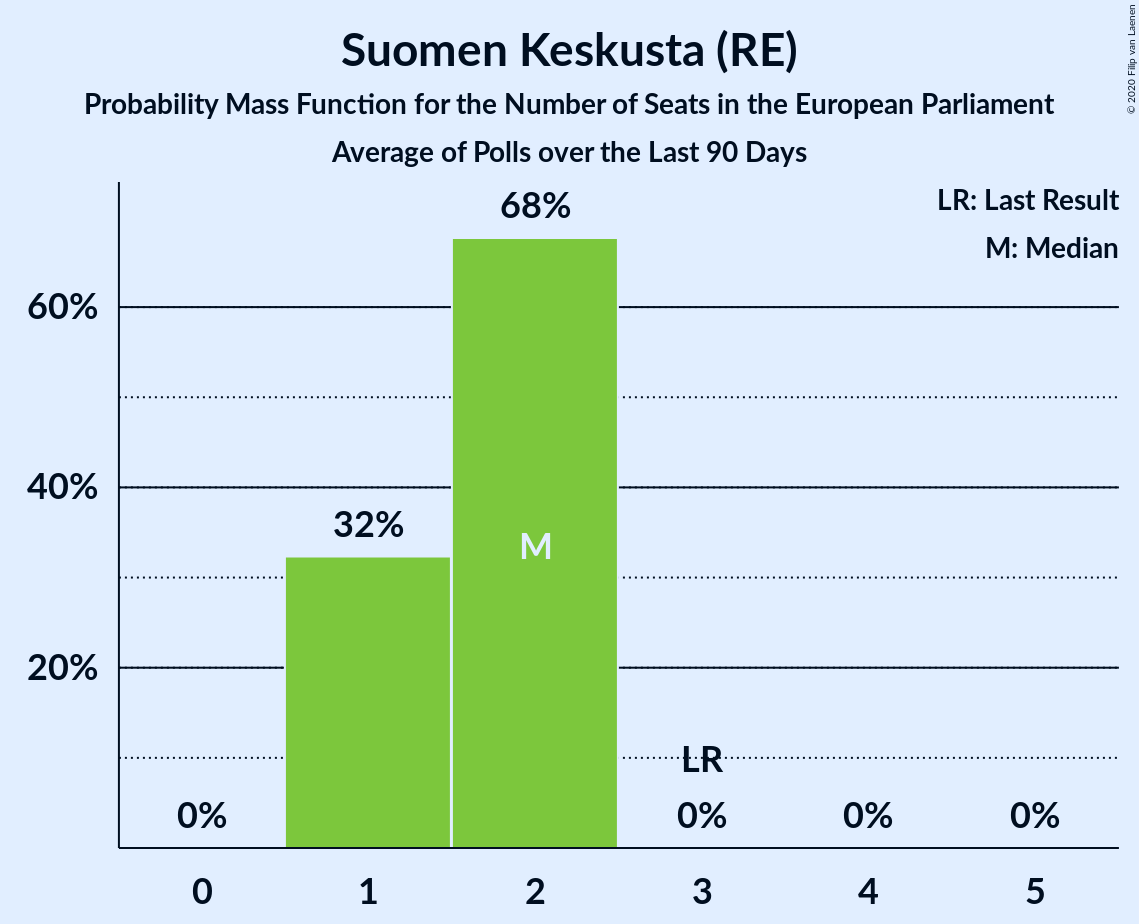 Suomen Keskusta (RE)
Probability Mass Function for the Number of Seats in the European Parliament
Average of Polls over the Last 90 Days
© 2020 Filip van Laenen
LR: Last Result
M: Median
68%
60%
40%
32%
M
20%
LR
0%
0%
0%
0%
0
1
2
3
4
5